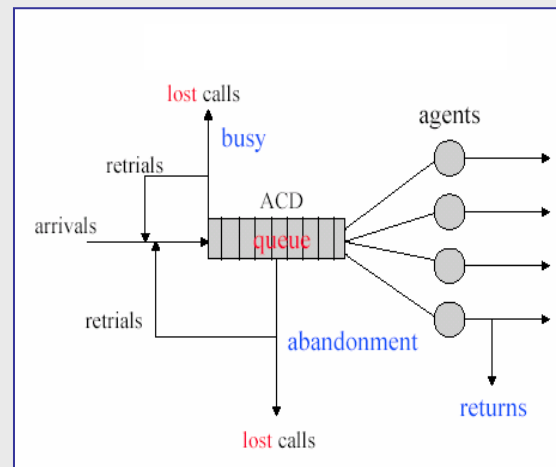 lost calls
busy
agents
retrials
ACD
arrivals
queue
retrials
abandonment
returns
lost calls